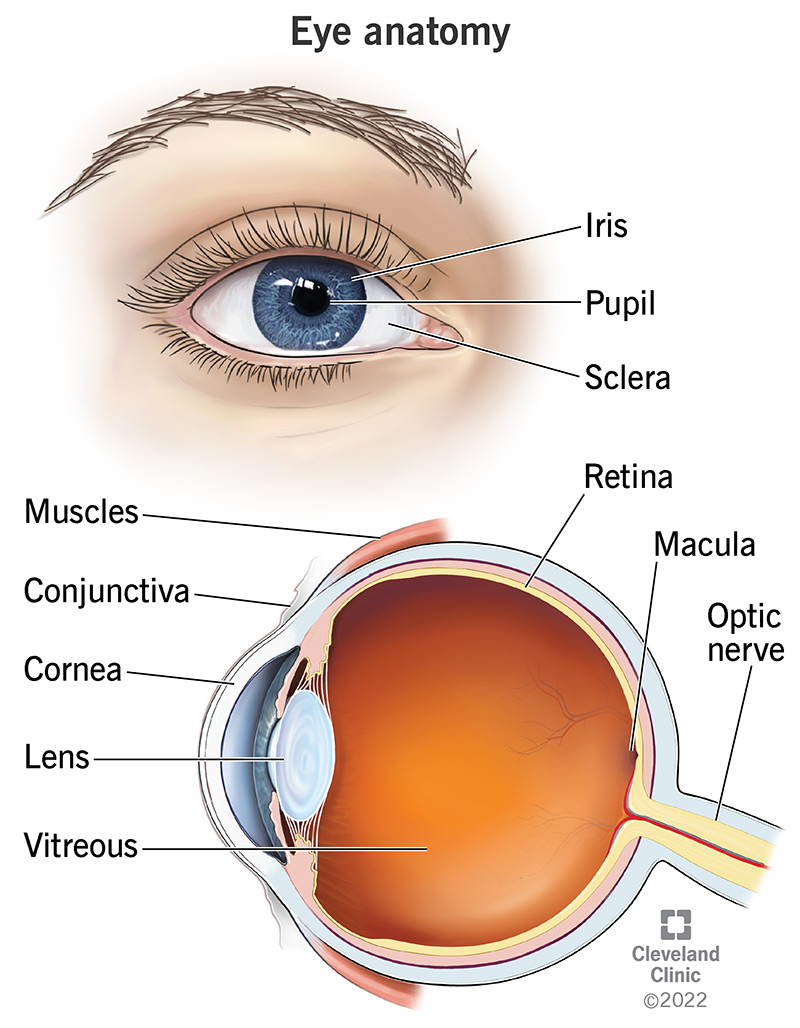 Eye anatomy
Iris
Pupil
Sclera
Retina
Muscles
Macula
Conjunctiva
Optic
nerve
Cornea
Lens
Vitreous
Cleveland
Clinic
©2022